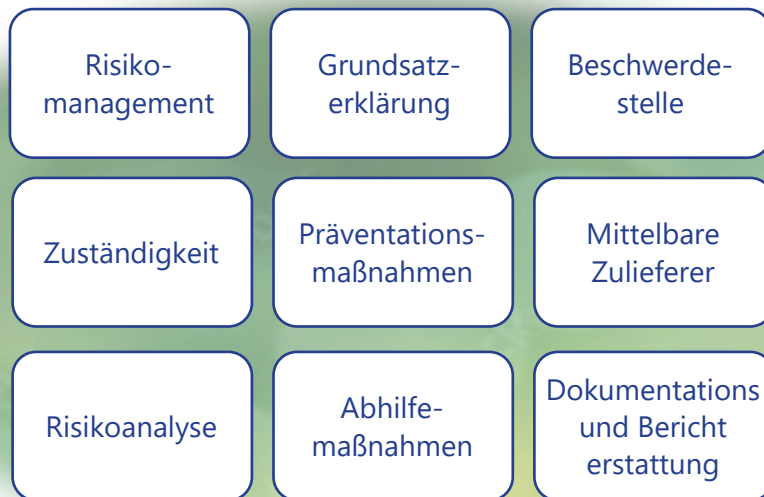 Risiko-
management
Grundsatz-
erklärung
Beschwerde-
stelle
Zuständigkeit
Präventations-
maßnahmen
Mittelbare
Zulieferer
Risikoanalyse
Abhilfe-
maßnahmen
Dokumentations
und Bericht
erstattung